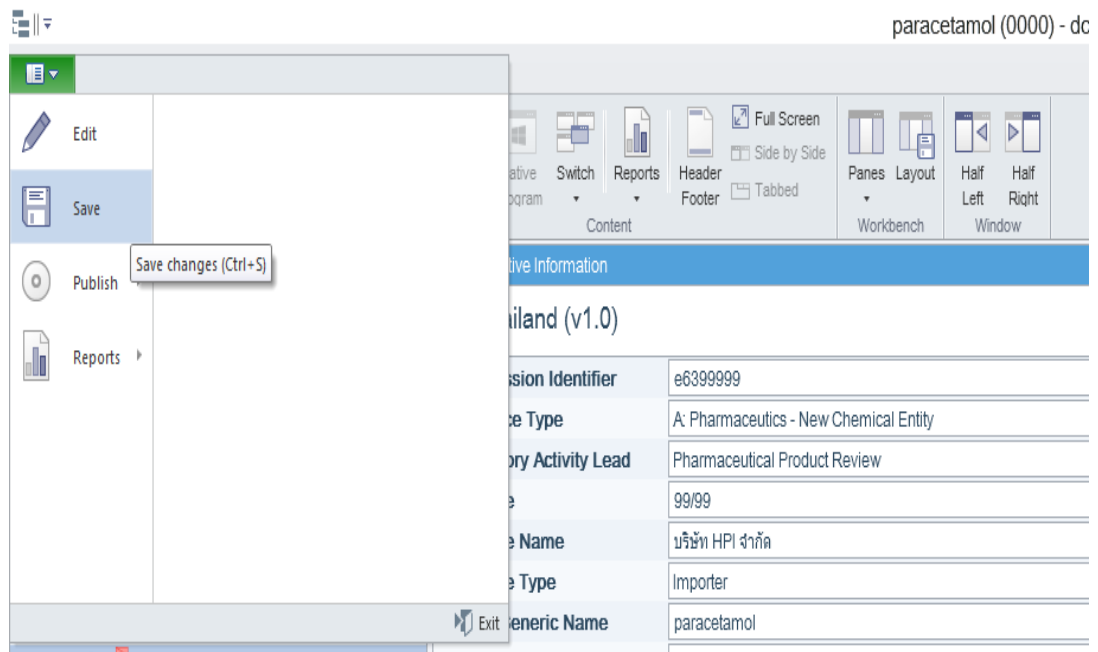 paracetamol (0000) - do
Edit
Save
Save changes (Ctrl+S)
Publish
Reports
Exit
ative
ogram
Switch
Reports
Content
Header
Footer
Full Screen
Side by Side
Tabbed
Panes
Layout
Workbench
Half
Left
Half
Right
Window
tive Information
ailand (v1.0)
ssion Identifier
e6399999
ce Type
A: Pharmaceutics - New Chemical Entity
ory Activity Lead
Pharmaceutical Product Review
e
99/99
e Name
บริษัท HPI จำกัด
e Type
Importer
eneric Name
paracetamol